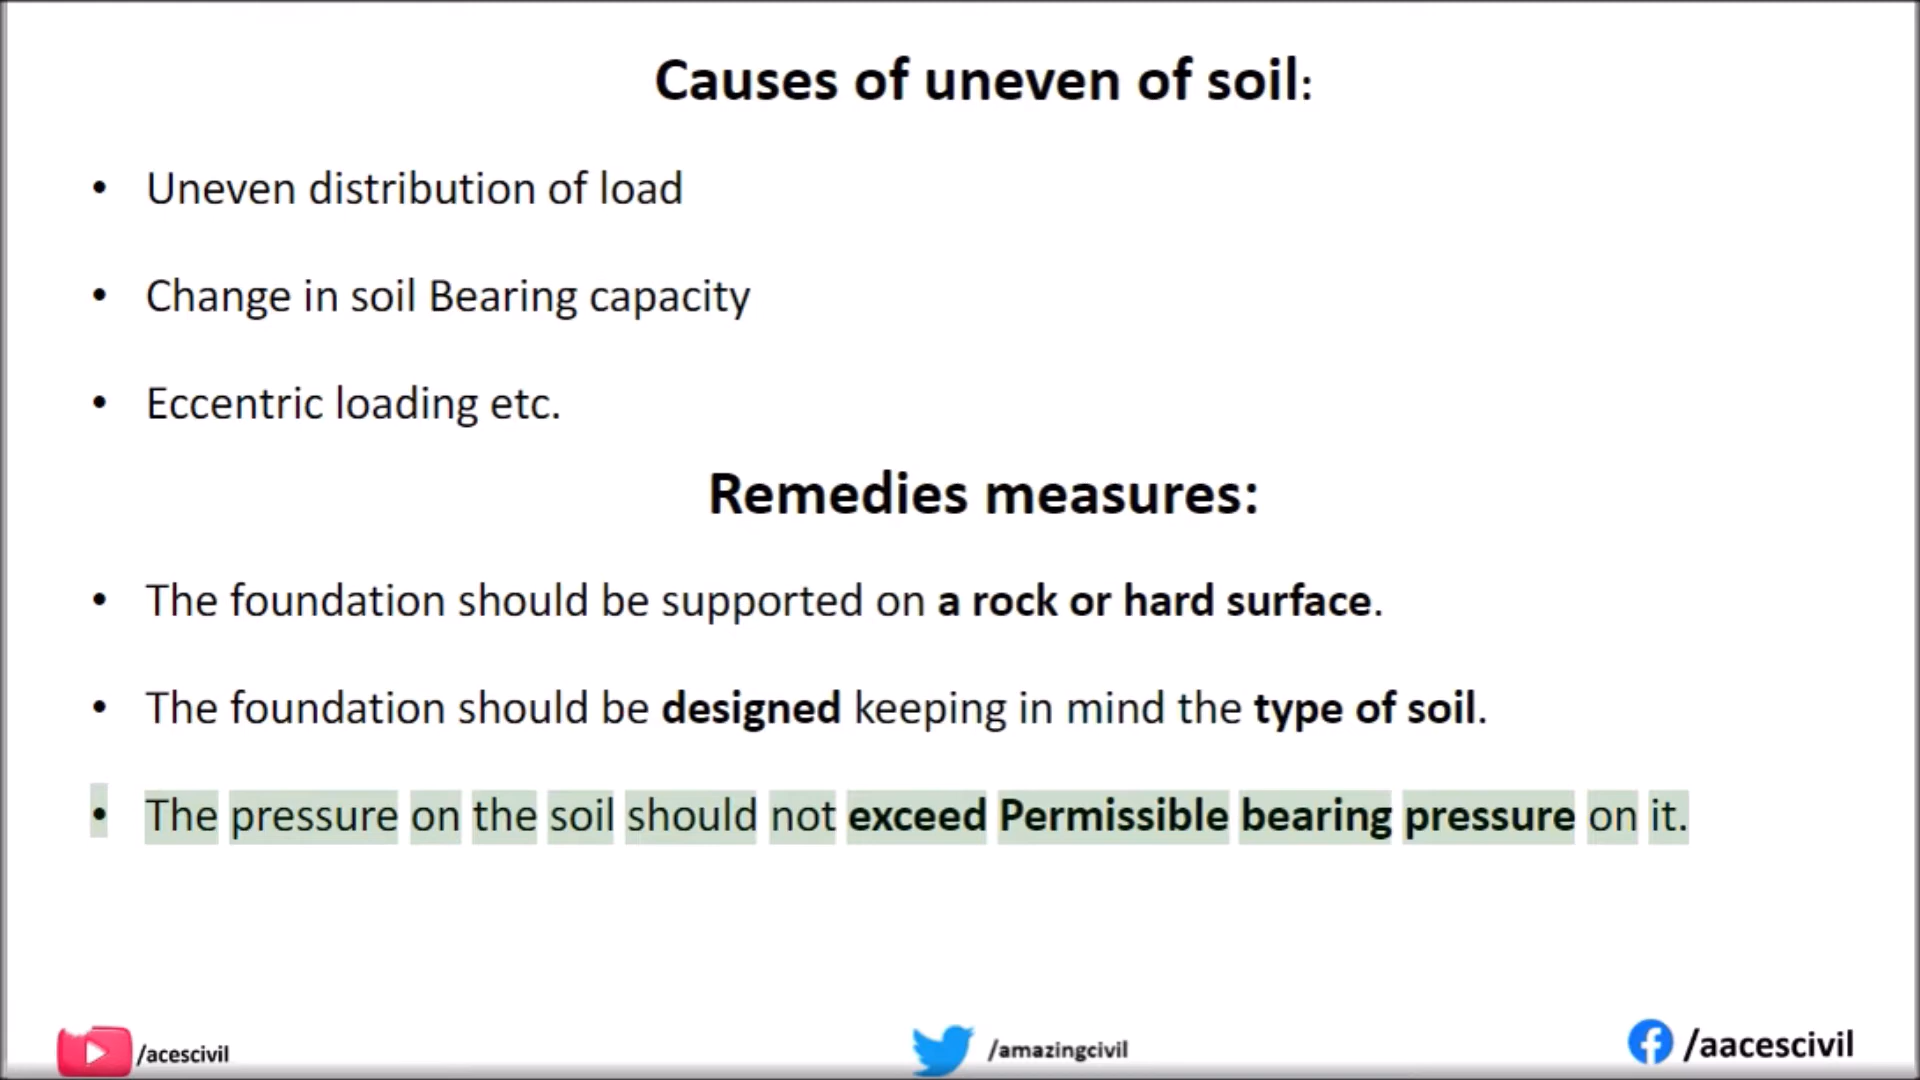 Causes of uneven of soil:
• Uneven distribution of load
• Change in soil Bearing capacity
• Eccentric loading etc.
Remedies measures:
• The foundation should be supported on a rock or hard surface.
• The foundation should be designed keeping in mind the type of soil.
• The pressure on the soil should not exceed Permissible bearing pressure on it.
/acescivil
/amazingcivil
/aacescivil